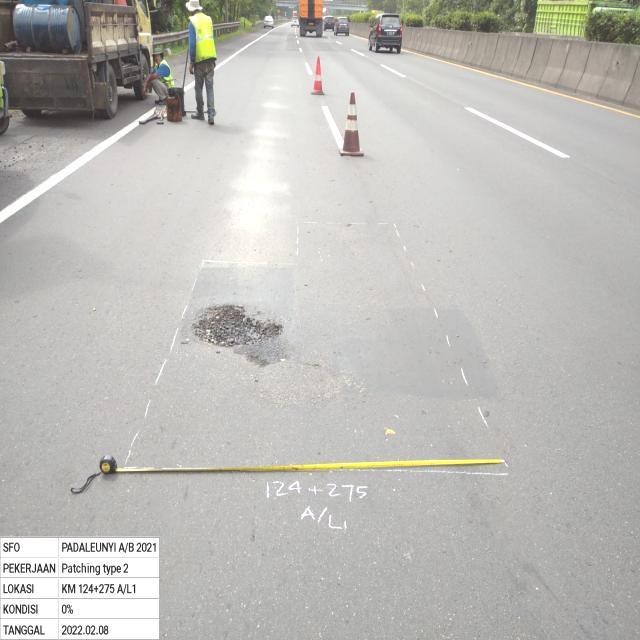 124+275
A/L1
SFO PADALEUNYI A/B 2021
PEKERJAAN Patching type 2
LOKASI KM 124+275 A/L1
KONDISI 0%
TANGGAL 2022.02.08